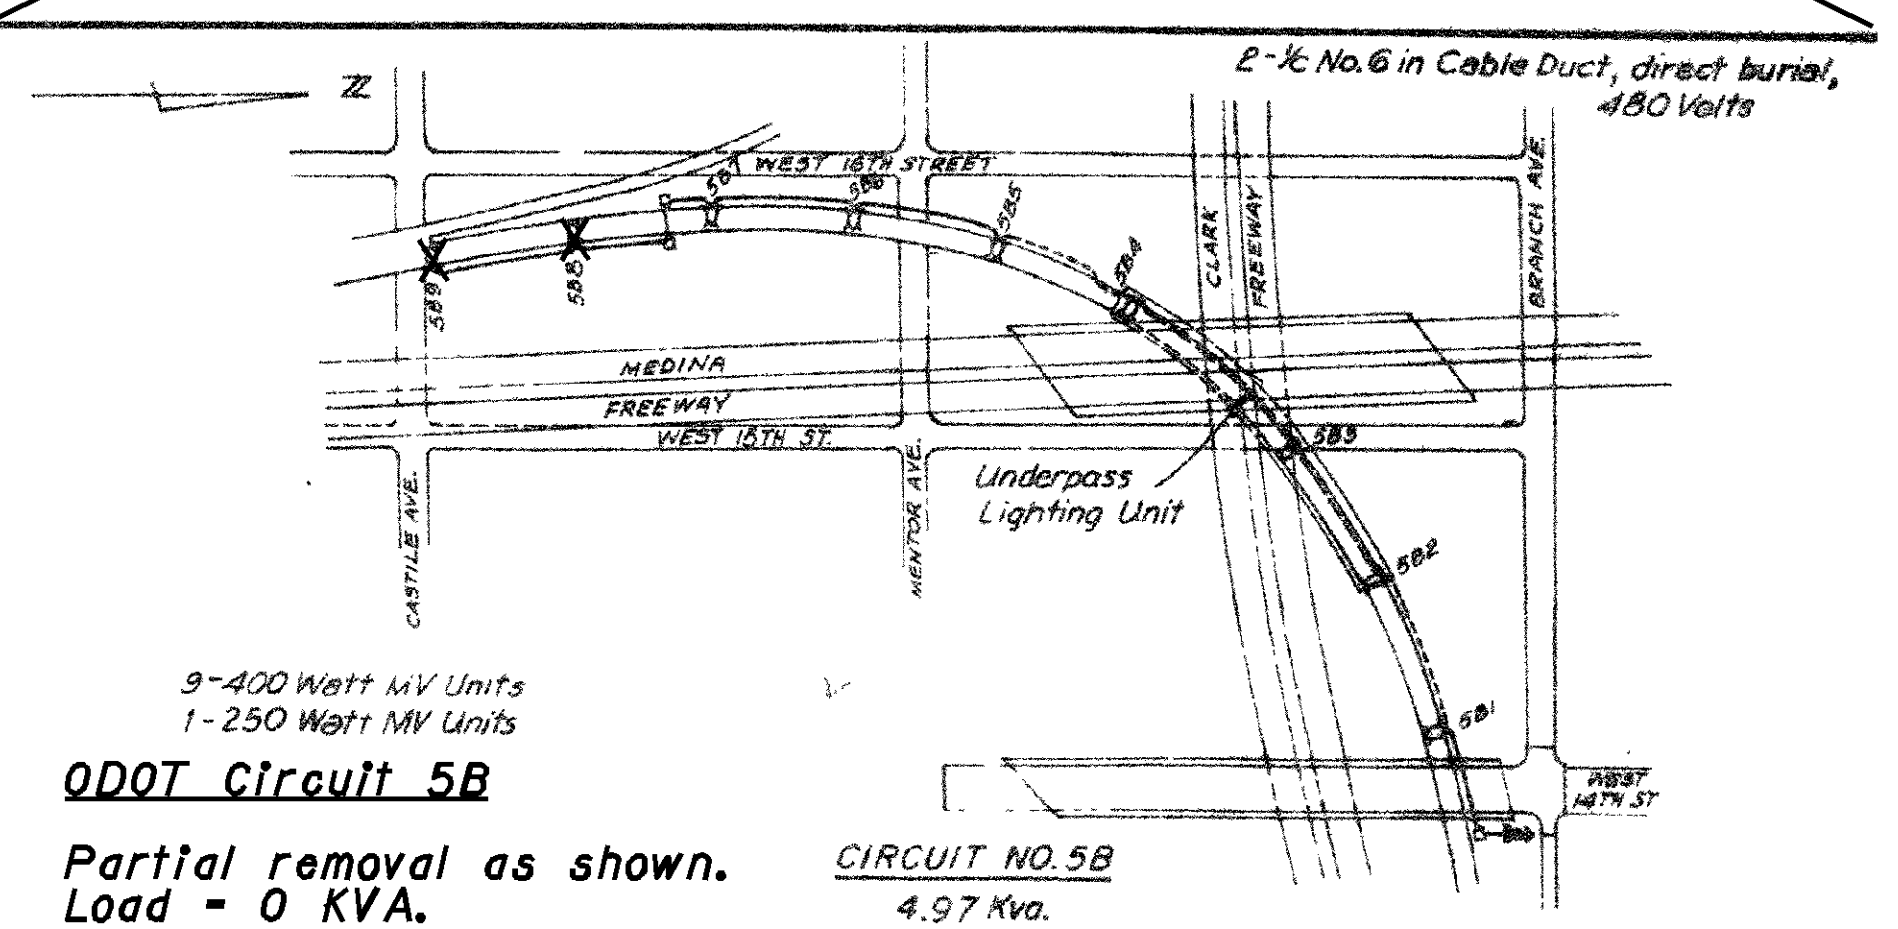 2-1/c No.6 in Cable Duct, direct burial,
480 Volts
N
WEST 16TH STREET
5B7
5B6
5B5
5B4
CLARK
FREEWAY
BRANCH AVE.
5B9
5B8
MEDINA
FREEWAY
WEST 15TH ST.
5B3
Underpass
Lighting Unit
CASTILE AVE.
MENTOR AVE.
5B2
9-400 Watt MV Units
1-250 Watt MV Units
5B1
ODOT Circuit 5B
WEST
14TH ST
Partial removal as shown.
Load - 0 KVA.
CIRCUIT NO. 5B
4.97 Kva.